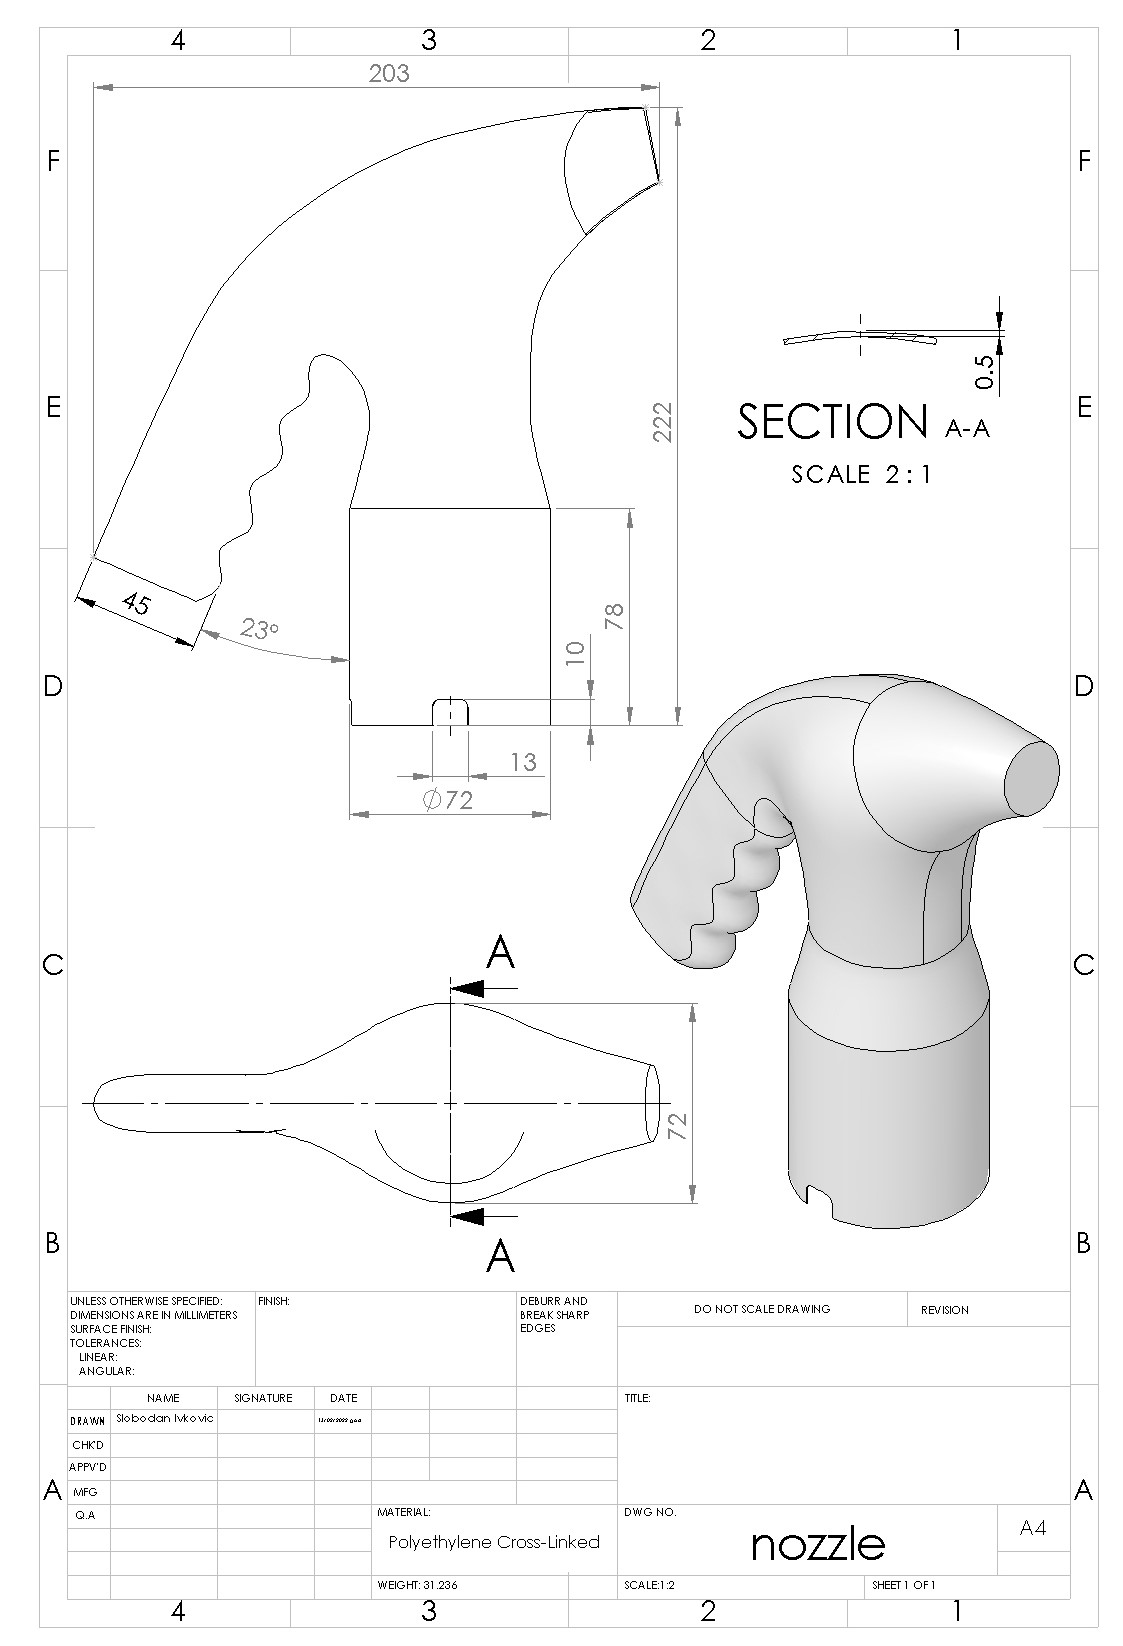 4 3 2 1
203
F F
0.5
E E
222
SECTION A-A
SCALE 2 : 1
45
23°
78
10
D D
13
Ø72
A
C C
72
A
B B
UNLESS OTHERWISE SPECIFIED:
DIMENSIONS ARE IN MILLIMETERS
SURFACE FINISH:
TOLERANCES:
LINEAR:
ANGULAR:
FINISH:
DEBURR AND
BREAK SHARP
EDGES
DO NOT SCALE DRAWING
REVISION
NAME SIGNATURE DATE
DRAWN Slobodan Ivkovic
CHK'D
APPV'D
MFG
Q.A
TITLE:
A A
MATERIAL:
Polyethylene Cross-Linked
DWG NO.
nozzle
A4
WEIGHT: 31.236
SCALE:1:2
SHEET 1 OF 1
4 3 2 1